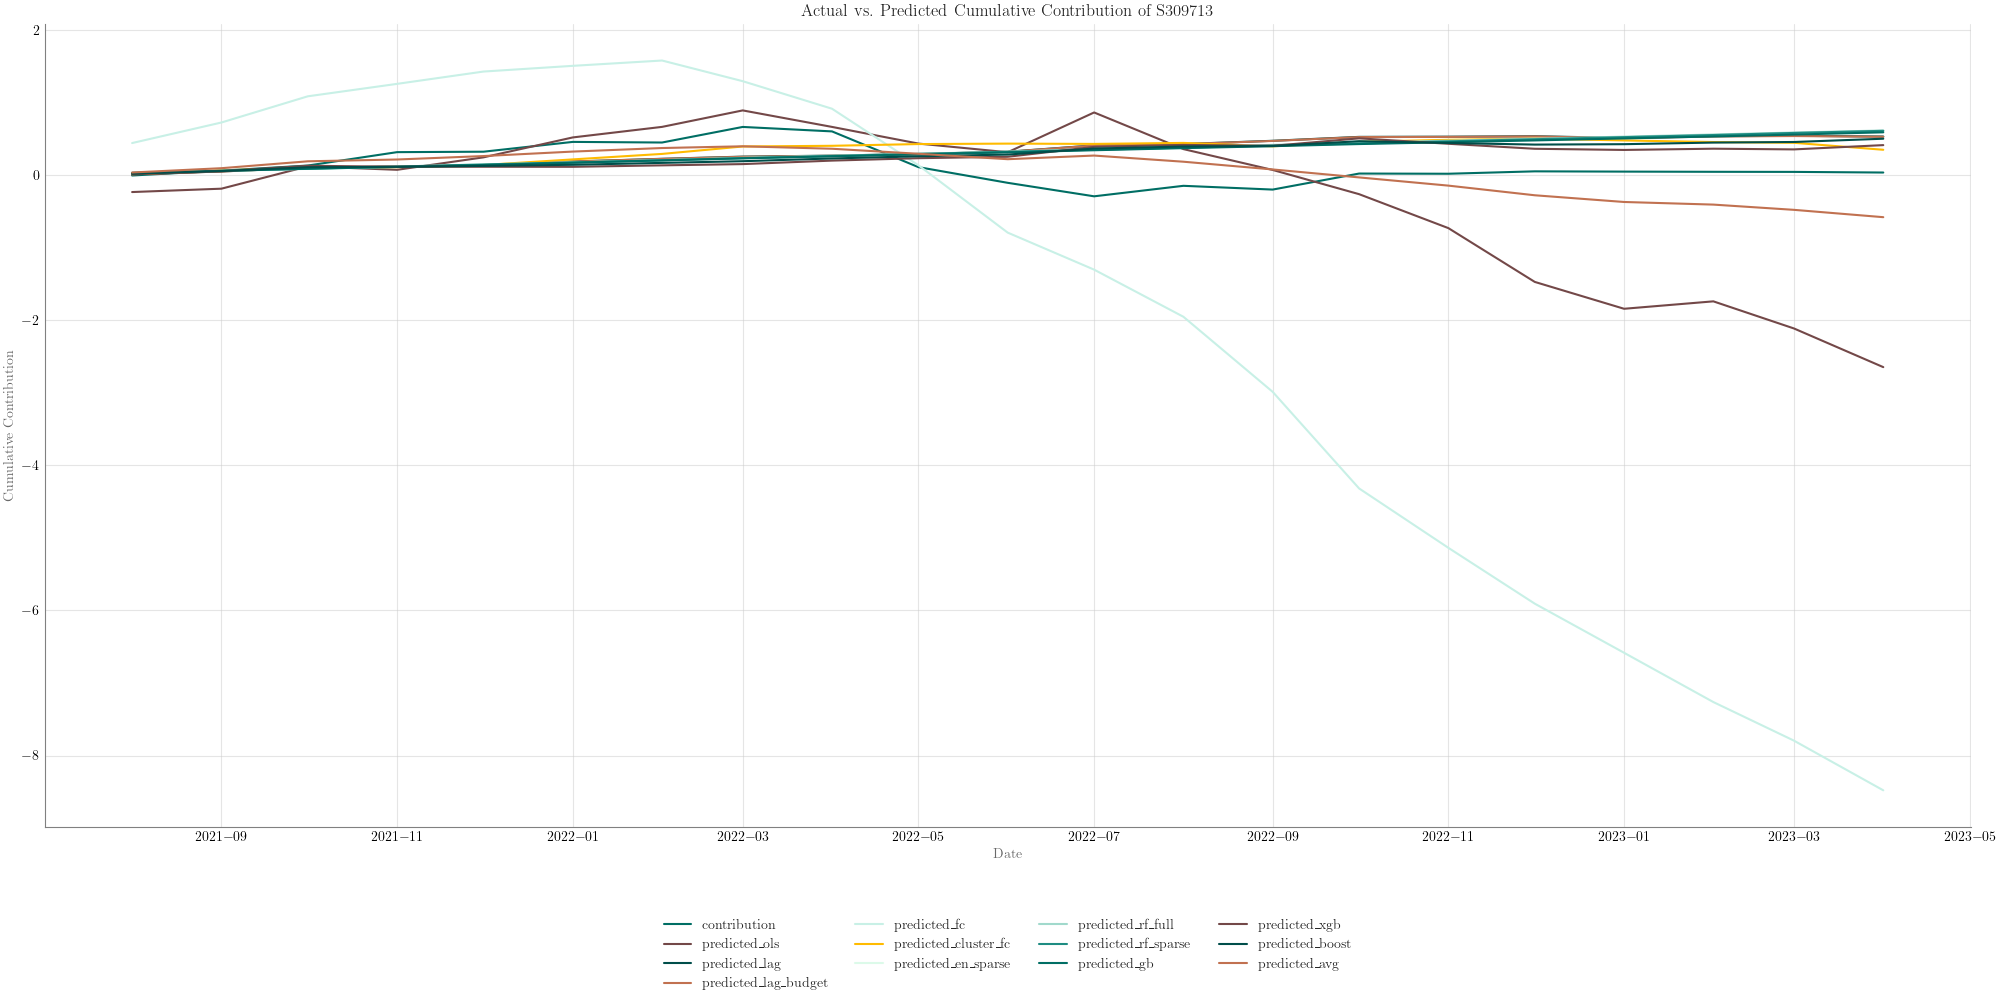 Actual vs. Predicted Cumulative Contribution of S309713
2
0
−2
−4
−6
−8
Cumulative Contribution
2021−09 2021−11 2022−01 2022−03 2022−05 2022−07 2022−09 2022−11 2023−01 2023−03 2023−05
Date
contribution predicted_fc predicted_rf_full predicted_xgb
predicted_ols predicted_cluster_fc predicted_rf_sparse predicted_boost
predicted_lag predicted_en_sparse predicted_gb predicted_avg
predicted_lag_budget